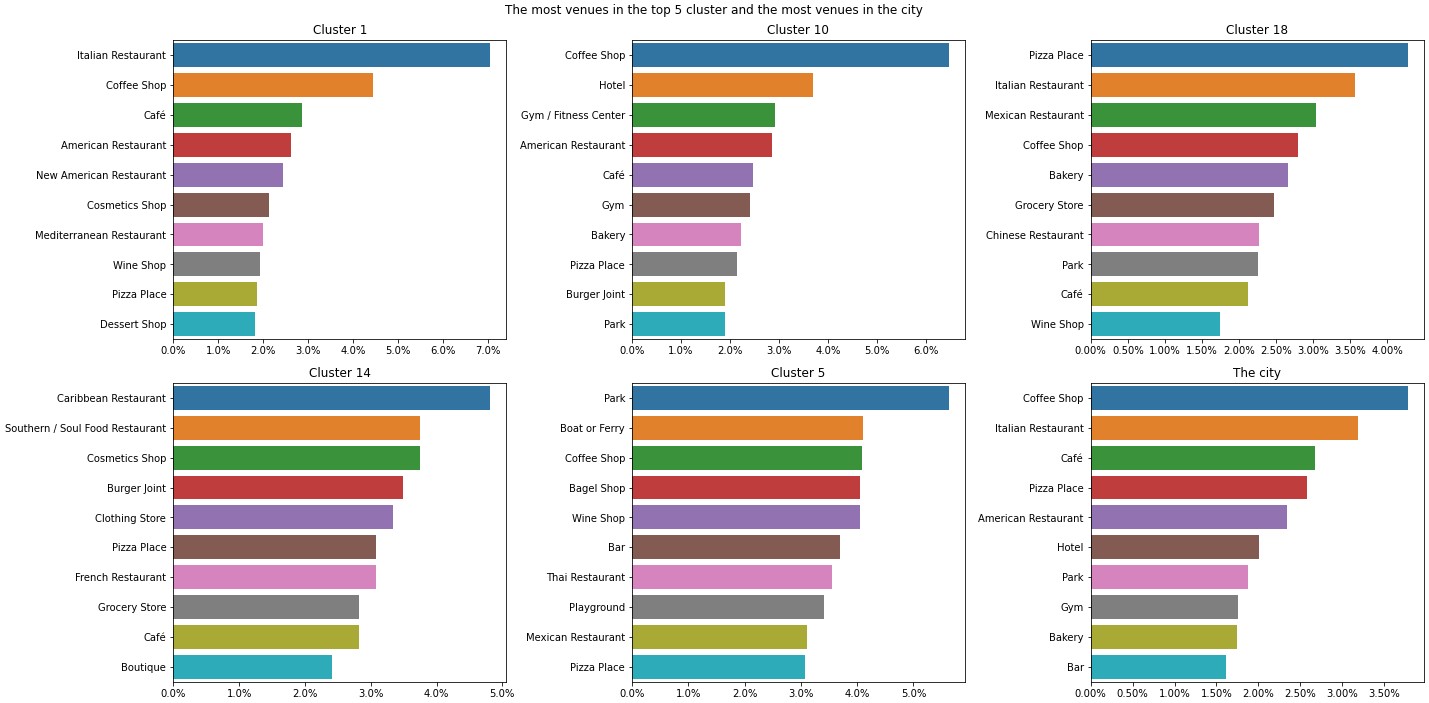 The most venues in the top 5 cluster and the most venues in the city
Cluster 1
Italian Restaurant
Coffee Shop
Café
American Restaurant
New American Restaurant
Cosmetics Shop
Mediterranean Restaurant
Wine Shop
Pizza Place
Dessert Shop
0.0% 1.0% 2.0% 3.0% 4.0% 5.0% 6.0% 7.0%
Cluster 10
Coffee Shop
Hotel
Gym / Fitness Center
American Restaurant
Café
Gym
Bakery
Pizza Place
Burger Joint
Park
0.0% 1.0% 2.0% 3.0% 4.0% 5.0% 6.0%
Cluster 18
Pizza Place
Italian Restaurant
Mexican Restaurant
Coffee Shop
Bakery
Grocery Store
Chinese Restaurant
Park
Café
Wine Shop
0.00% 0.50% 1.00% 1.50% 2.00% 2.50% 3.00% 3.50% 4.00%
Cluster 14
Caribbean Restaurant
Southern / Soul Food Restaurant
Cosmetics Shop
Burger Joint
Clothing Store
Pizza Place
French Restaurant
Grocery Store
Café
Boutique
0.0% 1.0% 2.0% 3.0% 4.0% 5.0%
Cluster 5
Park
Boat or Ferry
Coffee Shop
Bagel Shop
Wine Shop
Bar
Thai Restaurant
Playground
Mexican Restaurant
Pizza Place
0.0% 1.0% 2.0% 3.0% 4.0% 5.0%
The city
Coffee Shop
Italian Restaurant
Café
Pizza Place
American Restaurant
Hotel
Park
Gym
Bakery
Bar
0.00% 0.50% 1.00% 1.50% 2.00% 2.50% 3.00% 3.50%